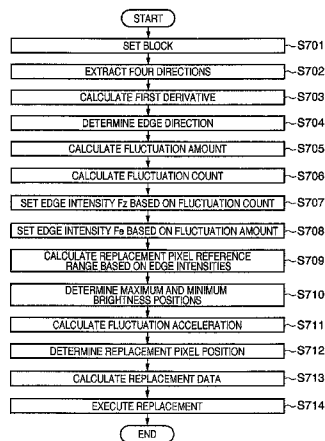 START
SET BLOCK
S701
EXTRACT FOUR DIRECTIONS
S702
CALCULATE FIRST DERIVATIVE
S703
DETERMINE EDGE DIRECTION
S704
CALCULATE FLUCTUATION AMOUNT
S705
CALCULATE FLUCTUATION COUNT
S706
SET EDGE INTENSITY Fz BASED ON FLUCTUATION COUNT
S707
SET EDGE INTENSITY Fe BASED ON FLUCTUATION AMOUNT
S708
CALCULATE REPLACEMENT PIXEL REFERENCE
RANGE BASED ON EDGE INTENSITIES
S709
DETERMINE MAXIMUM AND MINIMUM
BRIGHTNESS POSITIONS
S710
CALCULATE FLUCTUATION ACCELERATION
S711
DETERMINE REPLACEMENT PIXEL POSITION
S712
CALCULATE REPLACEMENT DATA
S713
EXECUTE REPLACEMENT
S714
END